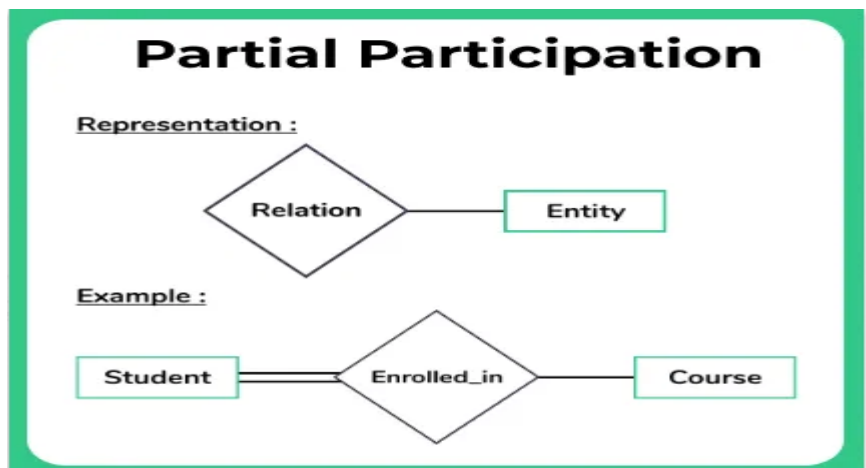 Partial Participation
Representation :
Relation
Entity
Example :
Student
Enrolled_in
Course